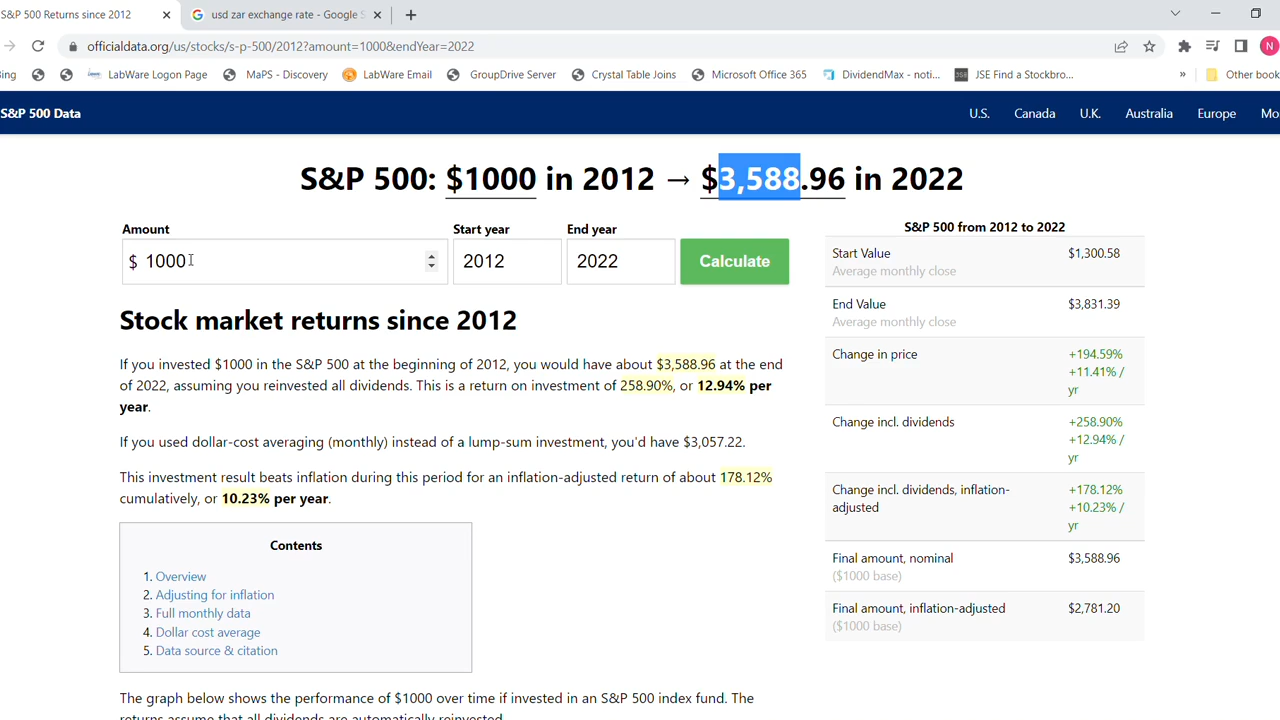 S&P 500 Returns since 2012
usd zar exchange rate - Google S
officialdata.org/us/stocks/s-p-500/2012?amount=1000&endYear=2022
N
ing
LabWare Logon Page
MaPS - Discovery
LabWare Email
GroupDrive Server
Crystal Table Joins
Microsoft Office 365
DividendMax - noti...
JSE Find a Stockbro...
»
Other book
S&P 500 Data
U.S.
Canada
U.K.
Australia
Europe
Mo
S&P 500: $1000 in 2012 → $3,588.96 in 2022
Amount
Start year
End year
$ 1000
2012
2022
Calculate
Stock market returns since 2012
If you invested $1000 in the S&P 500 at the beginning of 2012, you would have about $3,588.96 at the end
of 2022, assuming you reinvested all dividends. This is a return on investment of 258.90%, or 12.94% per
year.
If you used dollar-cost averaging (monthly) instead of a lump-sum investment, you'd have $3,057.22.
This investment result beats inflation during this period for an inflation-adjusted return of about 178.12%
cumulatively, or 10.23% per year.
Contents
1. Overview
2. Adjusting for inflation
3. Full monthly data
4. Dollar cost average
5. Data source & citation
The graph below shows the performance of $1000 over time if invested in an S&P 500 index fund. The
returns assume that all dividends are automatically reinvested.
S&P 500 from 2012 to 2022
Start Value $1,300.58
Average monthly close
End Value $3,831.39
Average monthly close
Change in price +194.59%
+11.41% /
yr
Change incl. dividends +258.90%
+12.94% /
yr
Change incl. dividends, inflation- +178.12%
adjusted +10.23% /
yr
Final amount, nominal $3,588.96
($1000 base)
Final amount, inflation-adjusted $2,781.20
($1000 base)